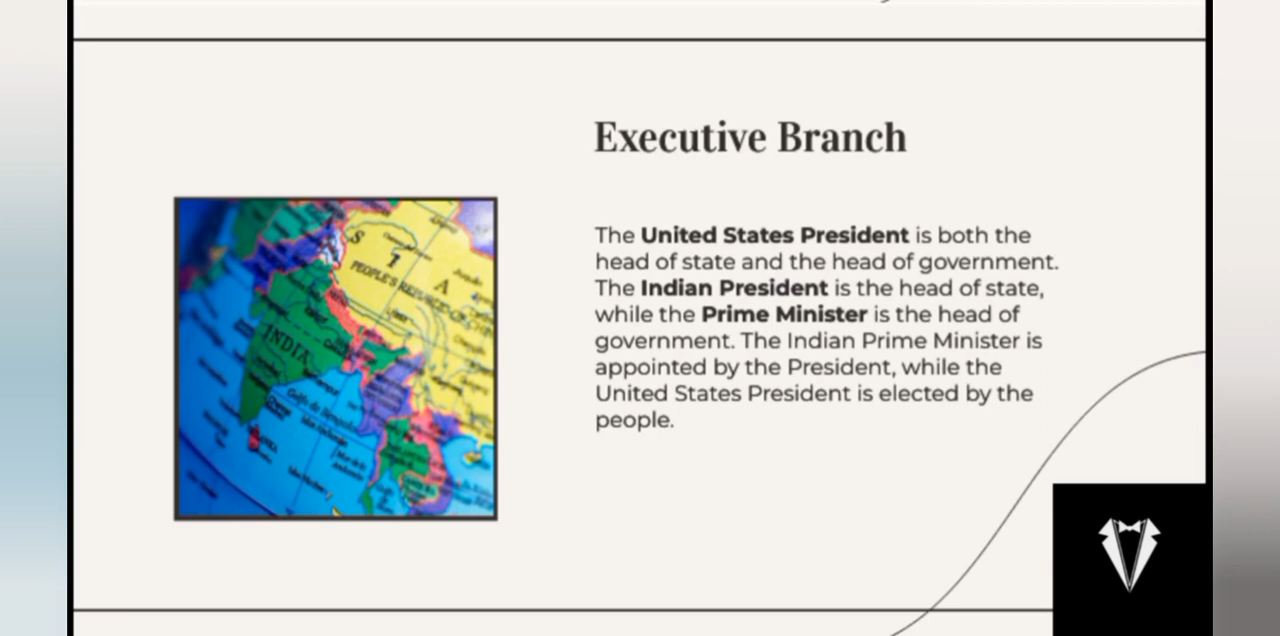 Executive Branch
The United States President is both the
head of state and the head of government.
The Indian President is the head of state,
while the Prime Minister is the head of
government. The Indian Prime Minister is
appointed by the President, while the
United States President is elected by the
people.
S
I
A
INDIA